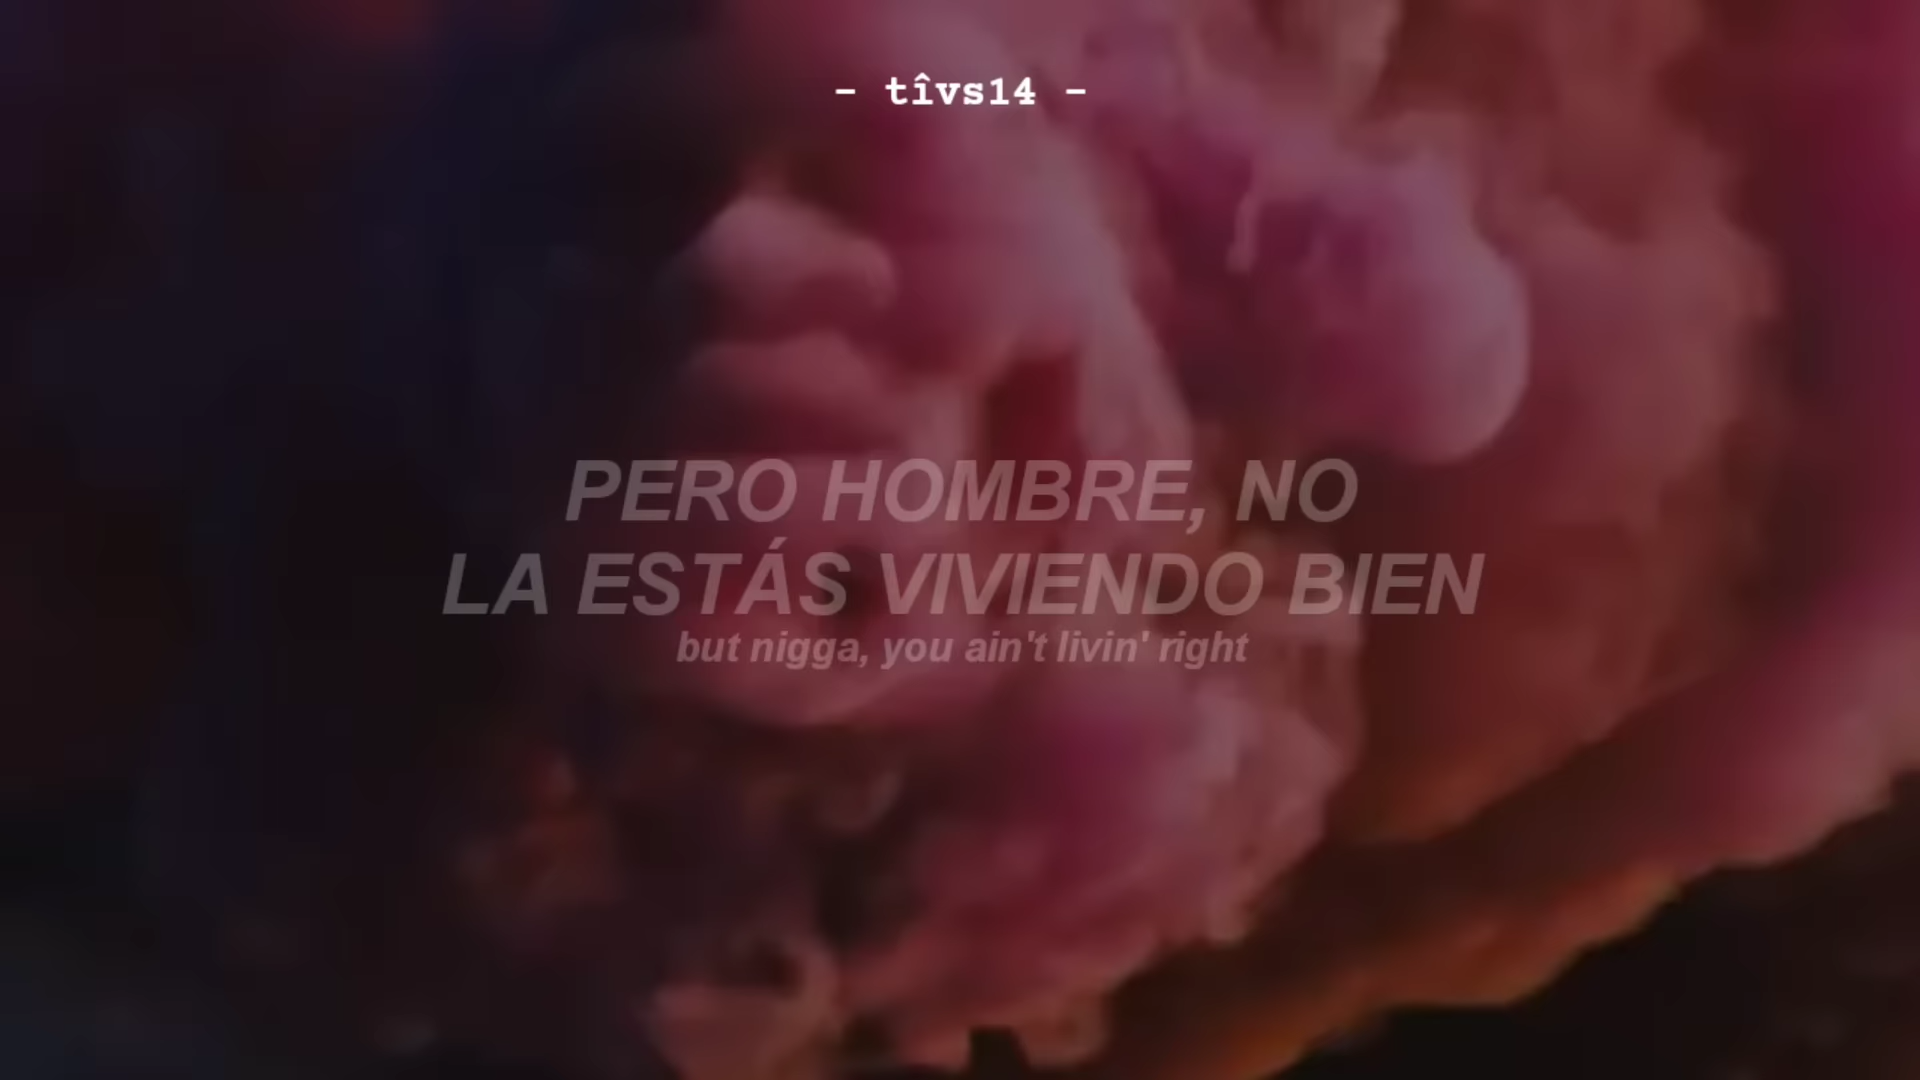 - tîvs14 -
PERO HOMBRE, NO
LA ESTÁS VIVIENDO BIEN
but nigga, you ain't livin' right